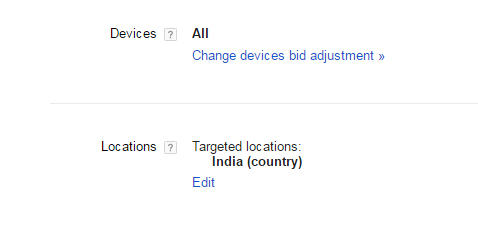 Devices ? All
Change devices bid adjustment »
Locations ? Targeted locations:
India (country)
Edit